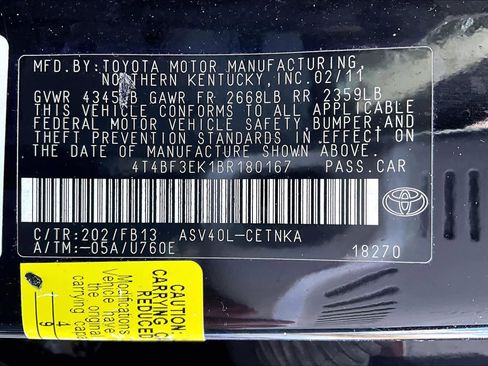 MFD.BY:TOYOTA MOTOR MANUFACTURING,
NORTHERN KENTUCKY,INC.02/11
GVWR 4345LB GAWR FR 2668LB RR 2359LB
THIS VEHICLE CONFORMS TO ALL APPLICABLE
FEDERAL MOTOR VEHICLE SAFETY, BUMPER, AND
THEFT PREVENTION STANDARDS IN EFFECT ON
THE DATE OF MANUFACTURE SHOWN ABOVE.
4T4BF3EK1BR180167 PASS.CAR
C/TR:202/FB13 ASV40L-CETNKA
A/TM:-05A/U760E 18270
CAUTION:
CARRYING C
REDUCED
Modifications
vehicle have
the original
carrying capa
4
9